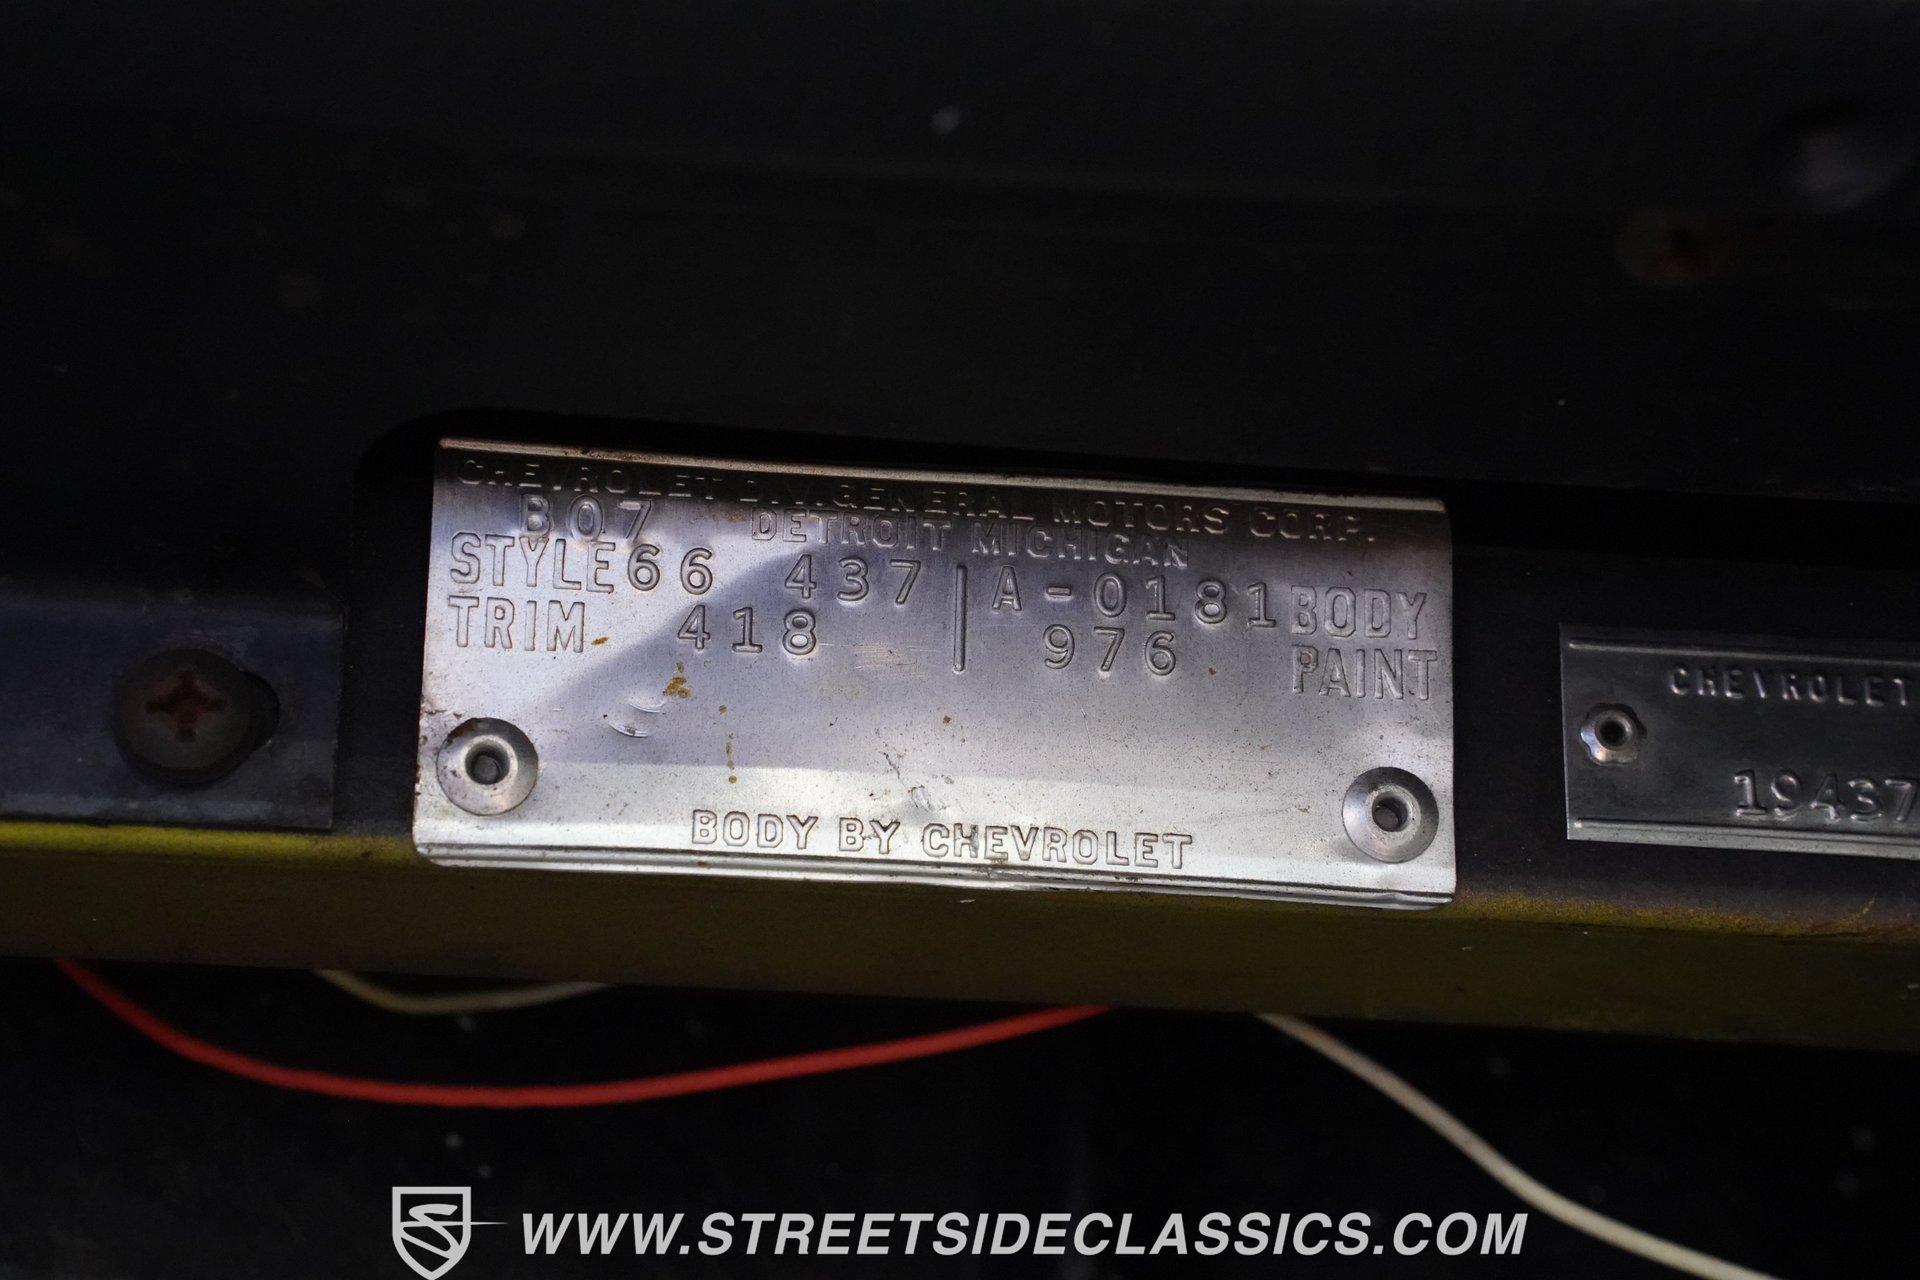 CHEVROLET DIV. GENERAL MOTORS CORP.
B07
DETROIT MICHIGAN
STYLE 66 437 | A-0181 BODY
TRIM 418 | 976 PAINT
BODY BY CHEVROLET
CHEVROLET
19437
WWW.STREETSIDECLASSICS.COM